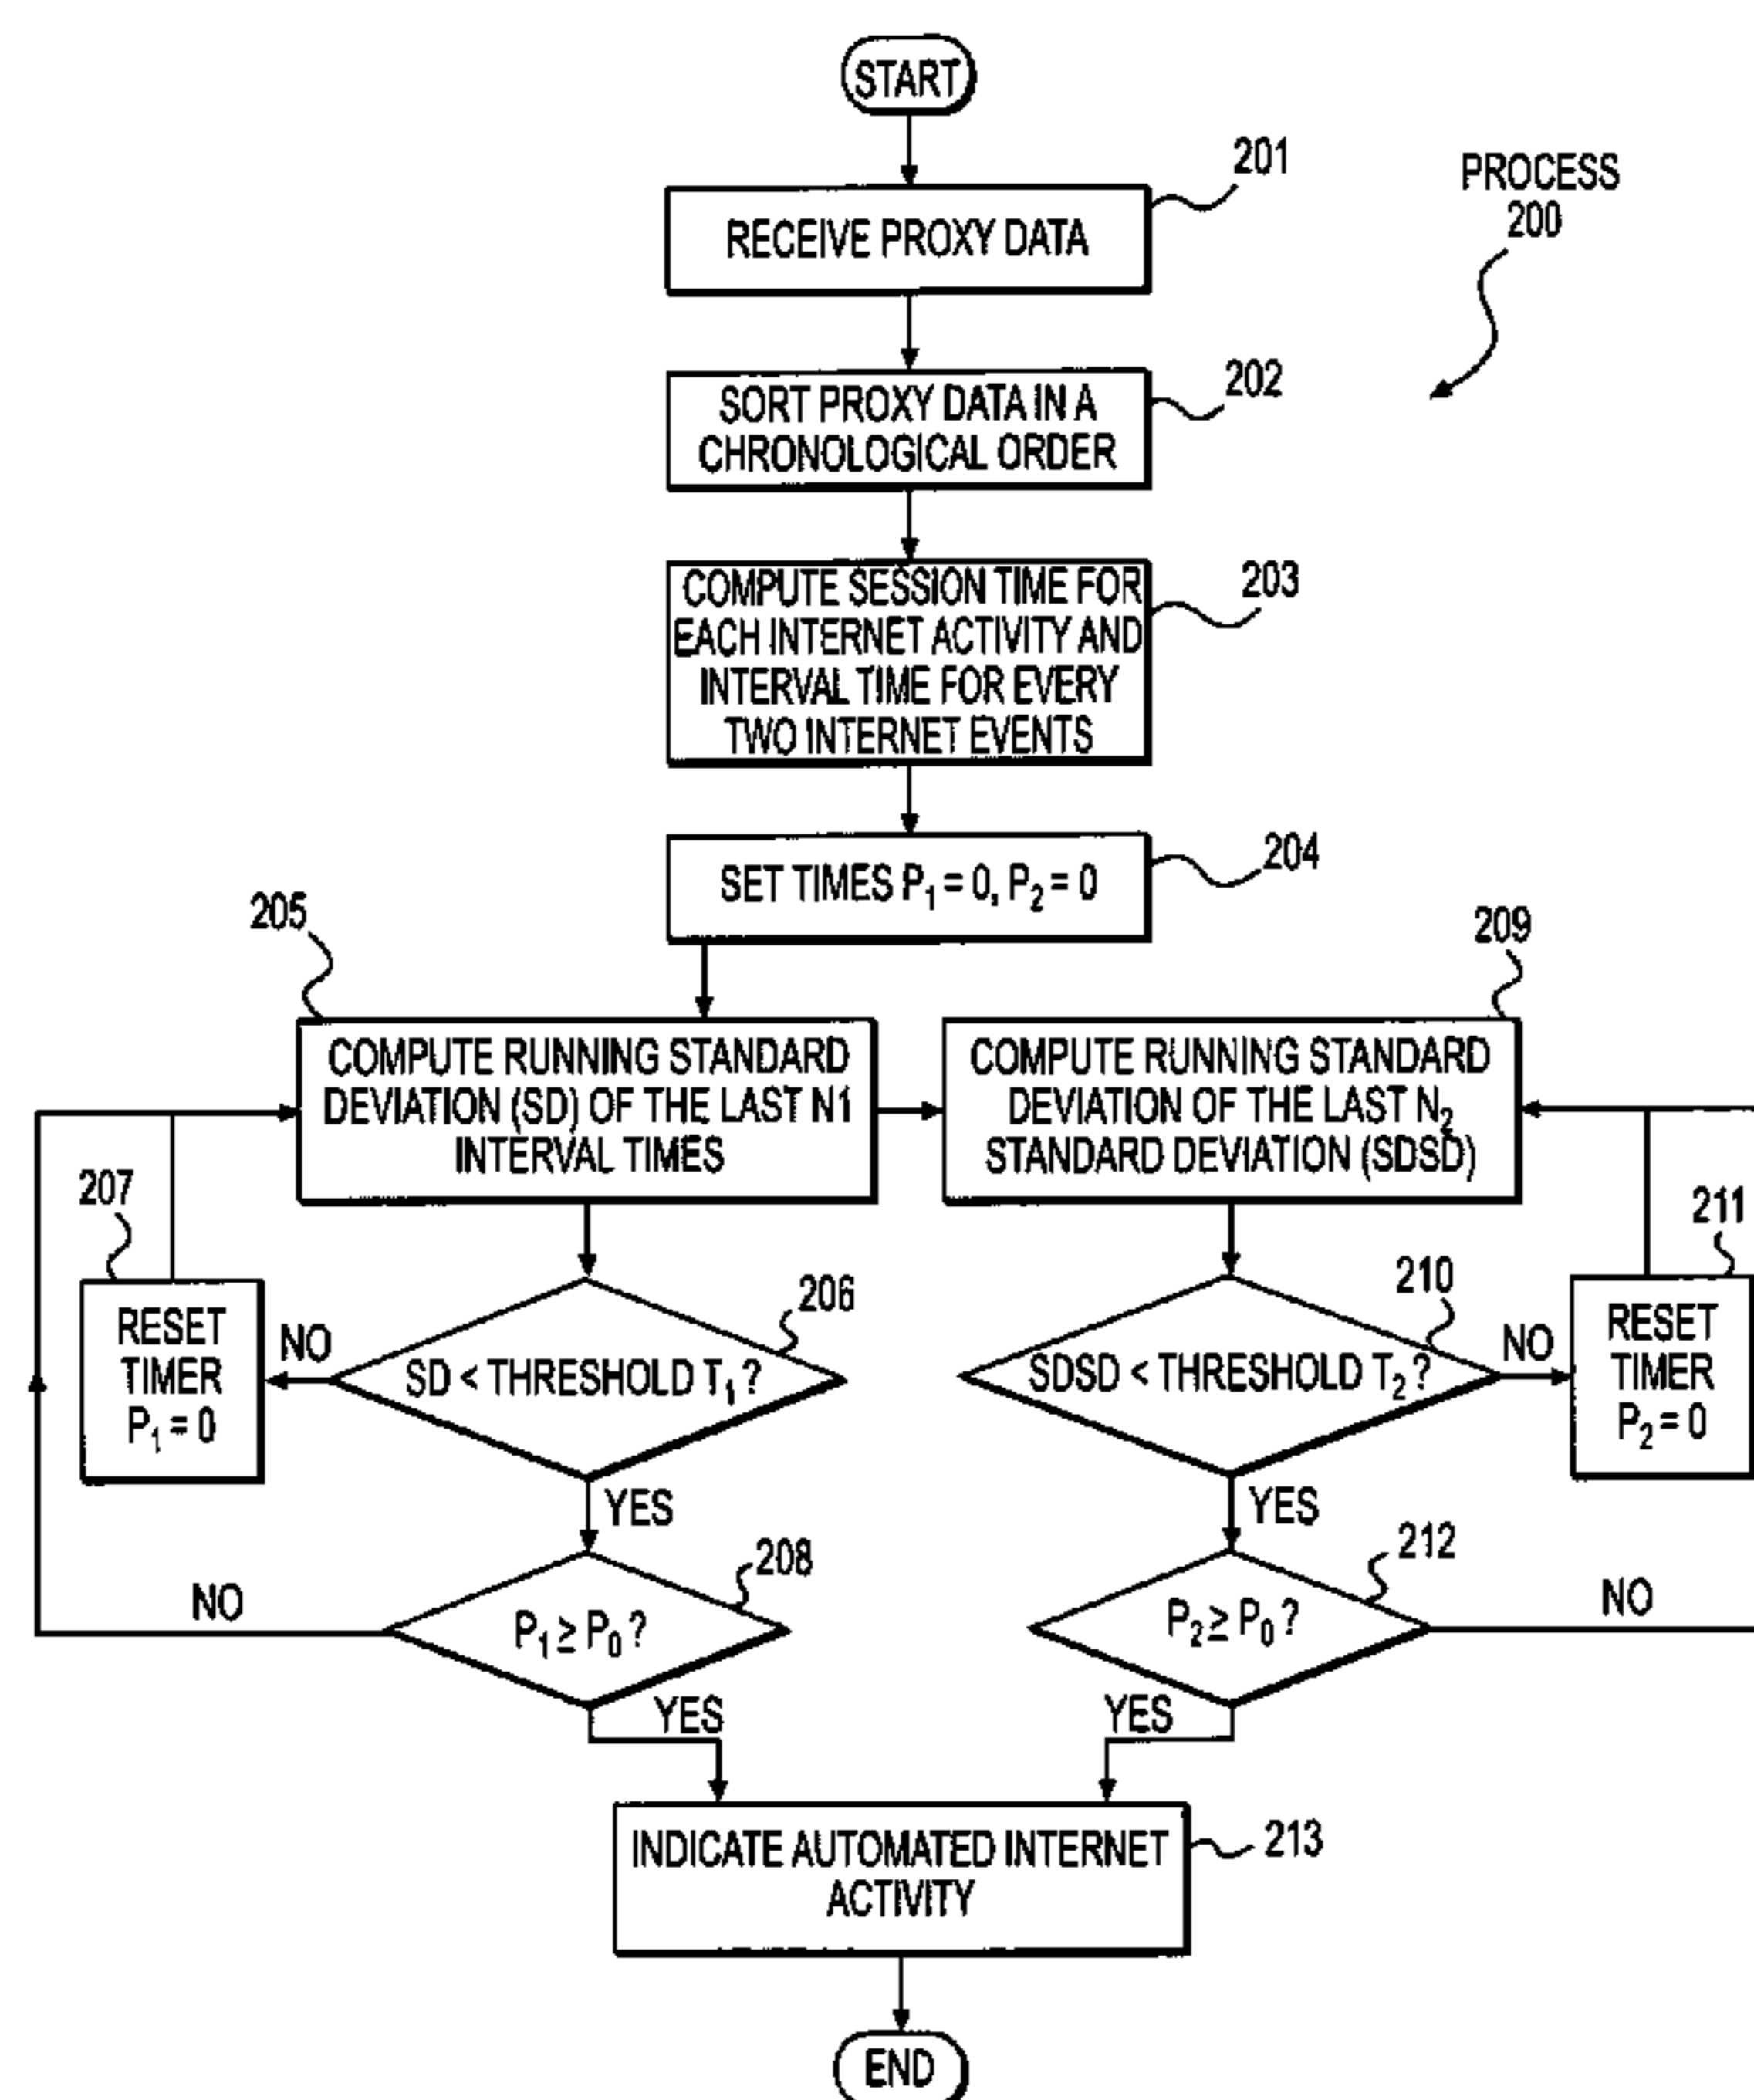 START
201
PROCESS
200
RECEIVE PROXY DATA
202
SORT PROXY DATA IN A
CHRONOLOGICAL ORDER
203
COMPUTE SESSION TIME FOR
EACH INTERNET ACTIVITY AND
INTERVAL TIME FOR EVERY
TWO INTERNET EVENTS
204
SET TIMES P₁ = 0, P₂ = 0
205
209
COMPUTE RUNNING STANDARD
DEVIATION (SD) OF THE LAST N1
INTERVAL TIMES
COMPUTE RUNNING STANDARD
DEVIATION OF THE LAST N₂
STANDARD DEVIATION (SDSD)
207
211
206
210
RESET
TIMER
P₁ = 0
NO
SD < THRESHOLD T₁ ?
SDSD < THRESHOLD T₂ ?
NO
RESET
TIMER
P₂ = 0
YES
YES
208
212
NO
P₁ ≥ P₀ ?
P₂ ≥ P₀ ?
NO
YES
YES
INDICATE AUTOMATED INTERNET
ACTIVITY
213
END